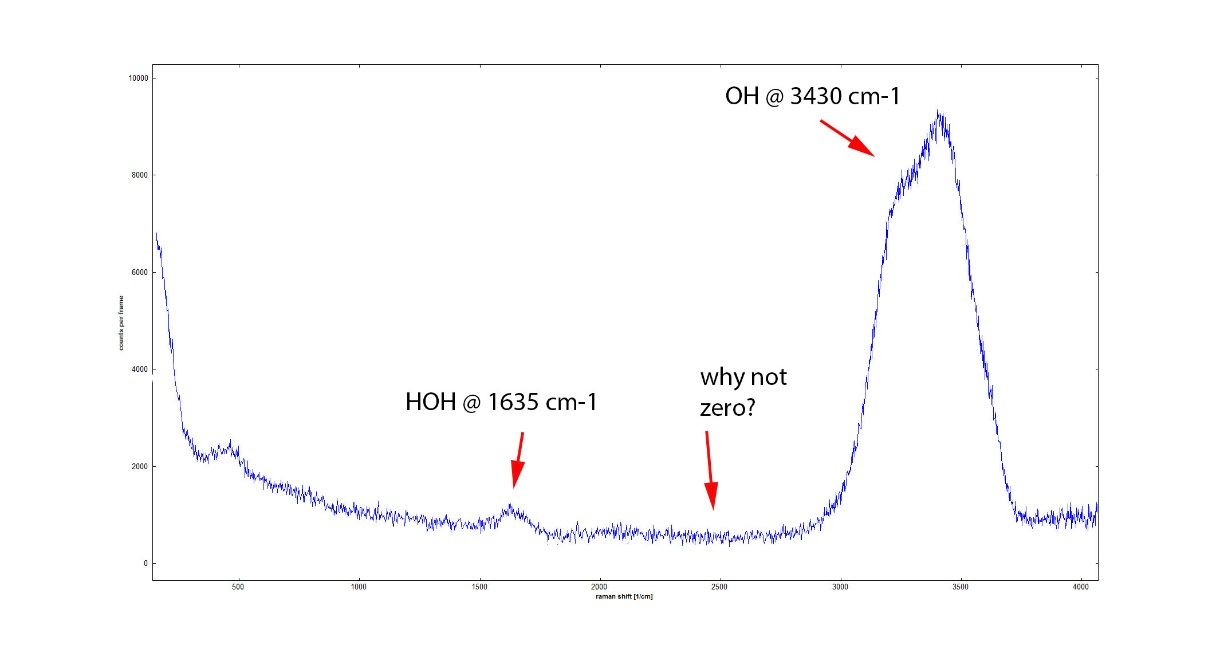 OH @ 3430 cm-1
HOH @ 1635 cm-1
why not
zero?
10000
8000
6000
4000
2000
0
counts per frame
500
1000
1500
2000
2500
3000
3500
4000
raman shift [1/cm]